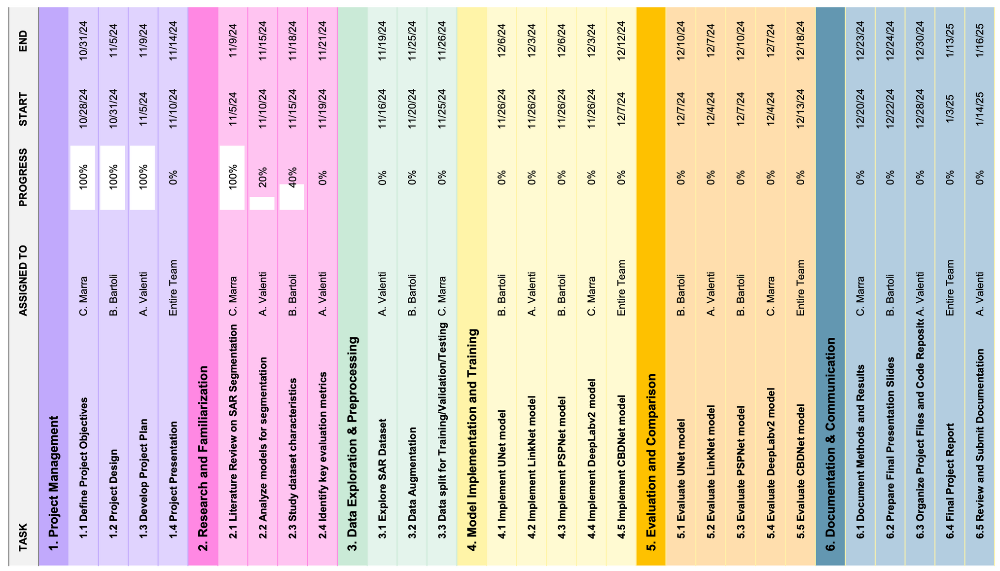 TASK ASSIGNED TO PROGRESS START END
1. Project Management
1.1 Define Project Objectives C. Marra 100% 10/28/24 10/31/24
1.2 Project Design B. Bartoli 100% 10/31/24 11/5/24
1.3 Develop Project Plan A. Valenti 100% 11/5/24 11/9/24
1.4 Project Presentation Entire Team 0% 11/10/24 11/14/24
2. Research and Familiarization
2.1 Literature Review on SAR Segmentation C. Marra 100% 11/5/24 11/9/24
2.2 Analyze models for segmentation A. Valenti 20% 11/10/24 11/15/24
2.3 Study dataset characteristics B. Bartoli 40% 11/15/24 11/18/24
2.4 Identify key evaluation metrics A. Valenti 0% 11/19/24 11/21/24
3. Data Exploration & Preprocessing
3.1 Explore SAR Dataset A. Valenti 0% 11/16/24 11/19/24
3.2 Data Augmentation B. Bartoli 0% 11/20/24 11/25/24
3.3 Data split for Training/Validation/Testing C. Marra 0% 11/25/24 11/26/24
4. Model Implementation and Training
4.1 Implement UNet model B. Bartoli 0% 11/26/24 12/6/24
4.2 Implement LinkNet model A. Valenti 0% 11/26/24 12/3/24
4.3 Implement PSPNet model B. Bartoli 0% 11/26/24 12/6/24
4.4 Implement DeepLabv2 model C. Marra 0% 11/26/24 12/3/24
4.5 Implement CBDNet model Entire Team 0% 12/7/24 12/12/24
5. Evaluation and Comparison
5.1 Evaluate UNet model B. Bartoli 0% 12/7/24 12/10/24
5.2 Evaluate LinkNet model A. Valenti 0% 12/4/24 12/7/24
5.3 Evaluate PSPNet model B. Bartoli 0% 12/7/24 12/10/24
5.4 Evaluate DeepLabv2 model C. Marra 0% 12/4/24 12/7/24
5.5 Evaluate CBDNet model Entire Team 0% 12/13/24 12/18/24
6. Documentation & Communication
6.1 Document Methods and Results C. Marra 0% 12/20/24 12/23/24
6.2 Prepare Final Presentation Slides B. Bartoli 0% 12/22/24 12/24/24
6.3 Organize Project Files and Code Reposito A. Valenti 0% 12/28/24 12/30/24
6.4 Final Project Report Entire Team 0% 1/3/25 1/13/25
6.5 Review and Submit Documentation A. Valenti 0% 1/14/25 1/16/25